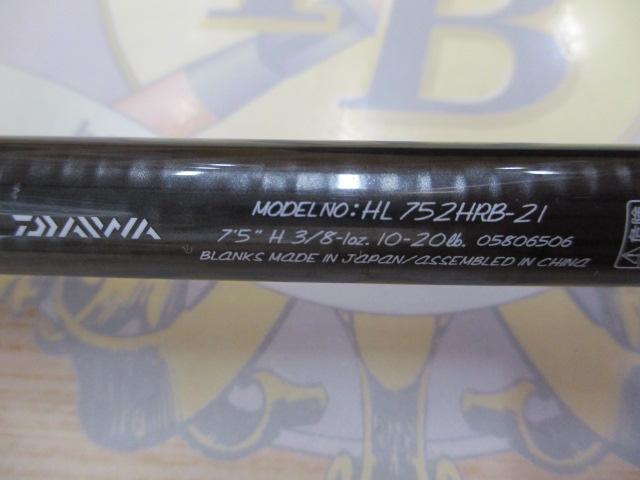 B
DAIWA
MODEL NO: HL 752HRB-21
7'5" H 3/8-1oz. 10-20lb. 05806506
BLANKS MADE IN JAPAN/ASSEMBLED IN CHINA